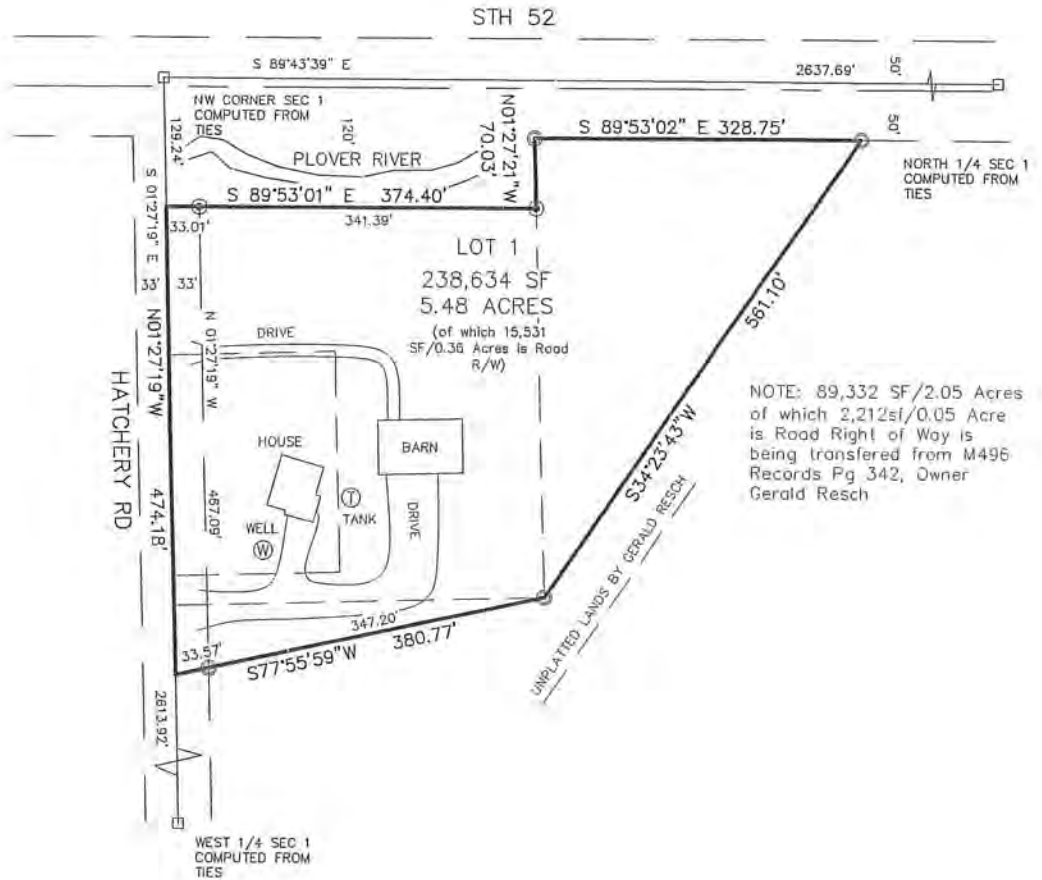 STH 52
S 89°43'39" E
2637.69'
50'
50'
NW CORNER SEC 1
COMPUTED FROM
TIES
129.24'
120'
N01°27'21"W
70.03'
S 89°53'02" E 328.75'
NORTH 1/4 SEC 1
COMPUTED FROM
TIES
PLOVER RIVER
S 01°27'19" E
S 89°53'01" E 374.40'
33.01'
341.39'
33'
33'
LOT 1
238,634 SF
5.48 ACRES
(of which 15,531
SF/0.36 Acres is Road
R/W)
561.10'
N01°27'19"W
N 01°27'19" W
DRIVE
HATCHERY RD
HOUSE
BARN
S34°23'43"W
NOTE: 89,332 SF/2.05 Acres
of which 2,212sf/0.05 Acre
is Road Right of Way is
being transfered from M496
Records Pg 342, Owner
Gerald Resch
474.18'
467.09'
T
TANK
DRIVE
WELL
W
UNPLATTED LANDS BY GERALD RESCH
347.20'
380.77'
33.57'
S77°55'59"W
2613.92'
WEST 1/4 SEC 1
COMPUTED FROM
TIES